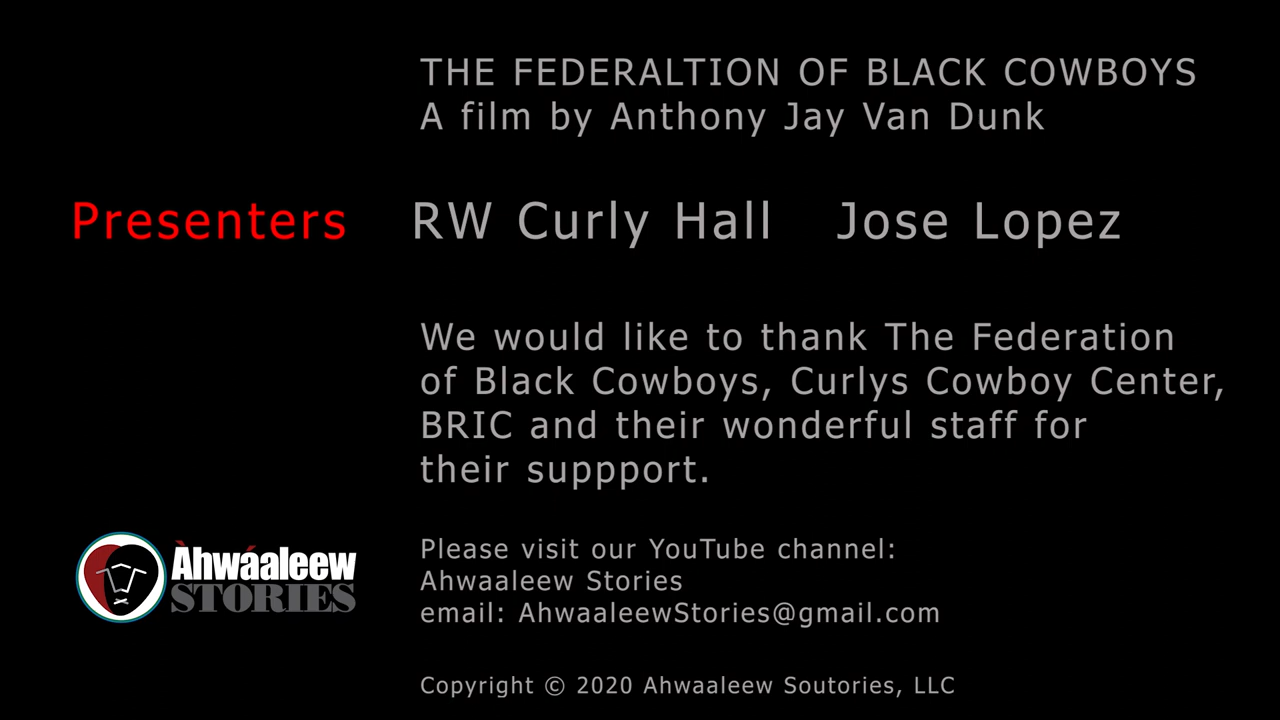 THE FEDERALTION OF BLACK COWBOYS
A film by Anthony Jay Van Dunk
Presenters RW Curly Hall Jose Lopez
We would like to thank The Federation
of Black Cowboys, Curlys Cowboy Center,
BRIC and their wonderful staff for
their suppport.
Àhwáaleew
STORIES
Please visit our YouTube channel:
Ahwaaleew Stories
email: AhwaaleewStories@gmail.com
Copyright © 2020 Ahwaaleew Soutories, LLC